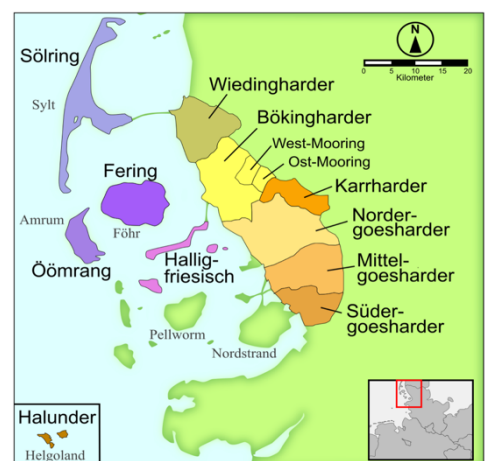 N
0 5 10 15 20
Kilometer
Sölring
Sylt
Wiedingharder
Bökingharder
West-Mooring
Ost-Mooring
Fering
Karrharder
Amrum
Föhr
Norder-
goesharder
Öömrang
Hallig-
friesisch
Mittel-
goesharder
Süder-
goesharder
Pellworm
Nordstrand
Halunder
Helgoland